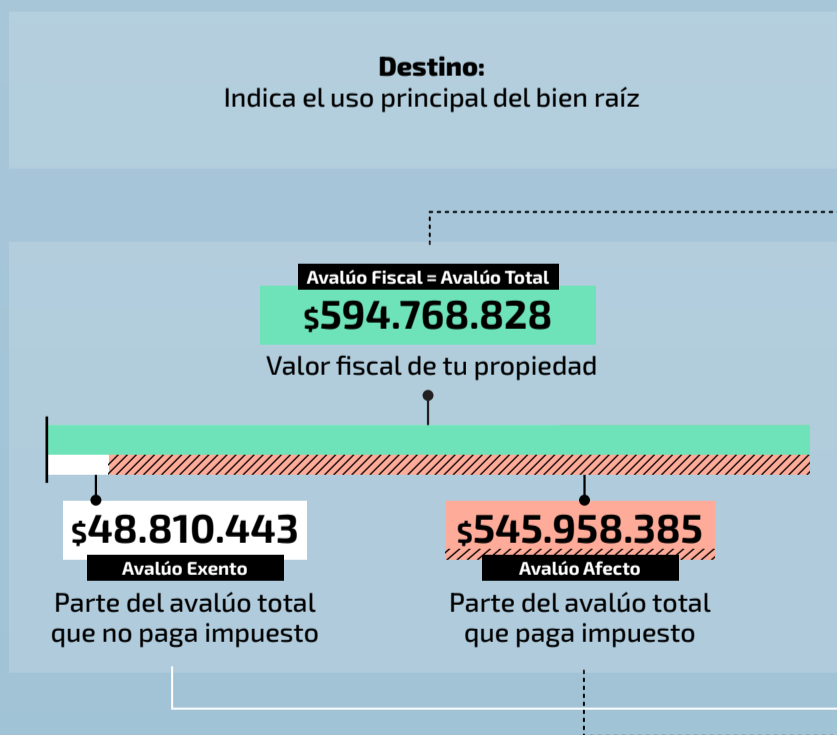 Destino:
Indica el uso principal del bien raíz
Avalúo Fiscal = Avalúo Total
$594.768.828
Valor fiscal de tu propiedad
$48.810.443
Avalúo Exento
Parte del avalúo total
que no paga impuesto
$545.958.385
Avalúo Afecto
Parte del avalúo total
que paga impuesto